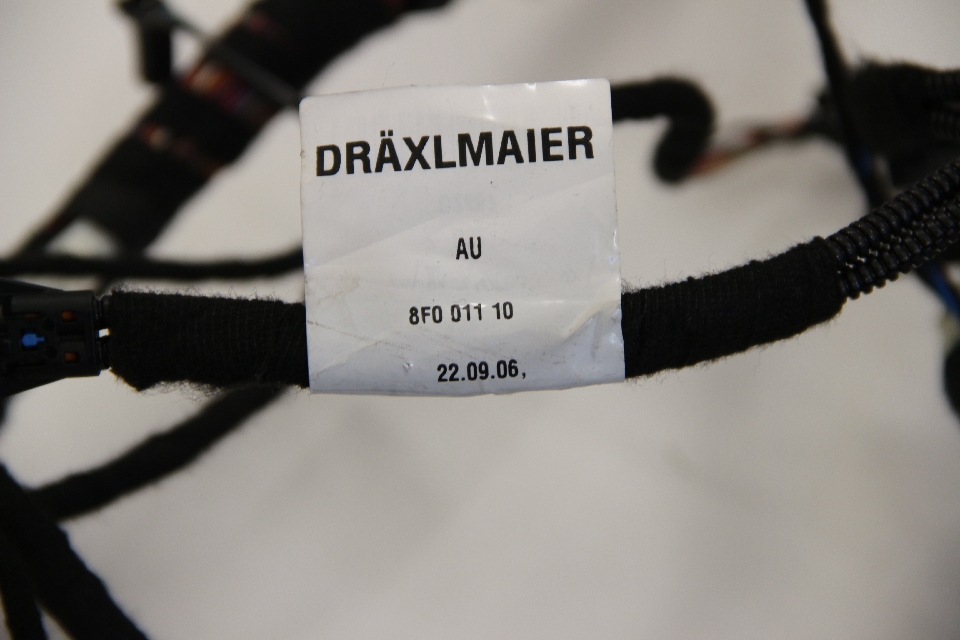 DRÄXLMAIER
AU
8F0 011 10
22.09.06,